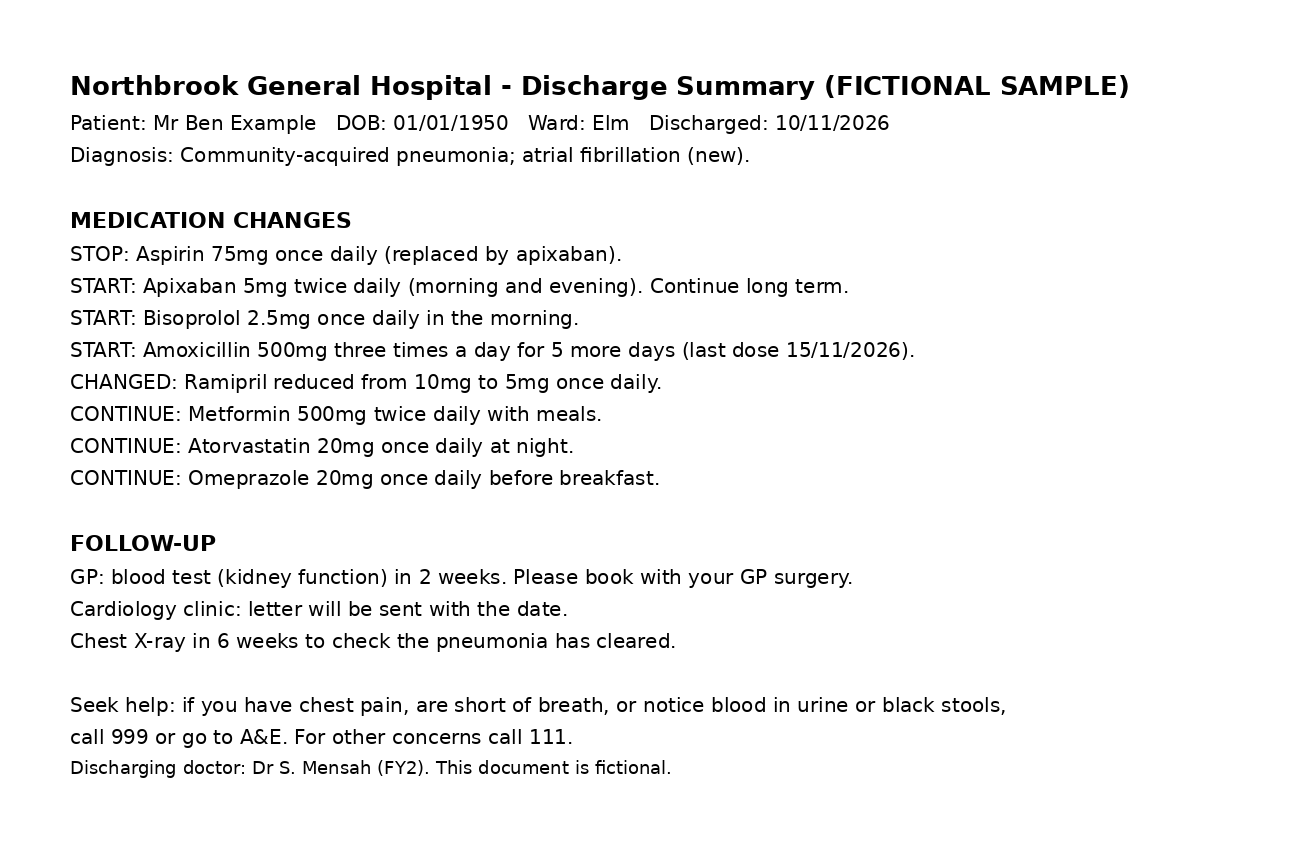 Northbrook General Hospital - Discharge Summary (FICTIONAL SAMPLE)
Patient: Mr Ben Example   DOB: 01/01/1950   Ward: Elm   Discharged: 10/11/2026
Diagnosis: Community-acquired pneumonia; atrial fibrillation (new).
MEDICATION CHANGES
STOP: Aspirin 75mg once daily (replaced by apixaban).
START: Apixaban 5mg twice daily (morning and evening). Continue long term.
START: Bisoprolol 2.5mg once daily in the morning.
START: Amoxicillin 500mg three times a day for 5 more days (last dose 15/11/2026).
CHANGED: Ramipril reduced from 10mg to 5mg once daily.
CONTINUE: Metformin 500mg twice daily with meals.
CONTINUE: Atorvastatin 20mg once daily at night.
CONTINUE: Omeprazole 20mg once daily before breakfast.
FOLLOW-UP
GP: blood test (kidney function) in 2 weeks. Please book with your GP surgery.
Cardiology clinic: letter will be sent with the date.
Chest X-ray in 6 weeks to check the pneumonia has cleared.
Seek help: if you have chest pain, are short of breath, or notice blood in urine or black stools,
call 999 or go to A&E. For other concerns call 111.
Discharging doctor: Dr S. Mensah (FY2). This document is fictional.